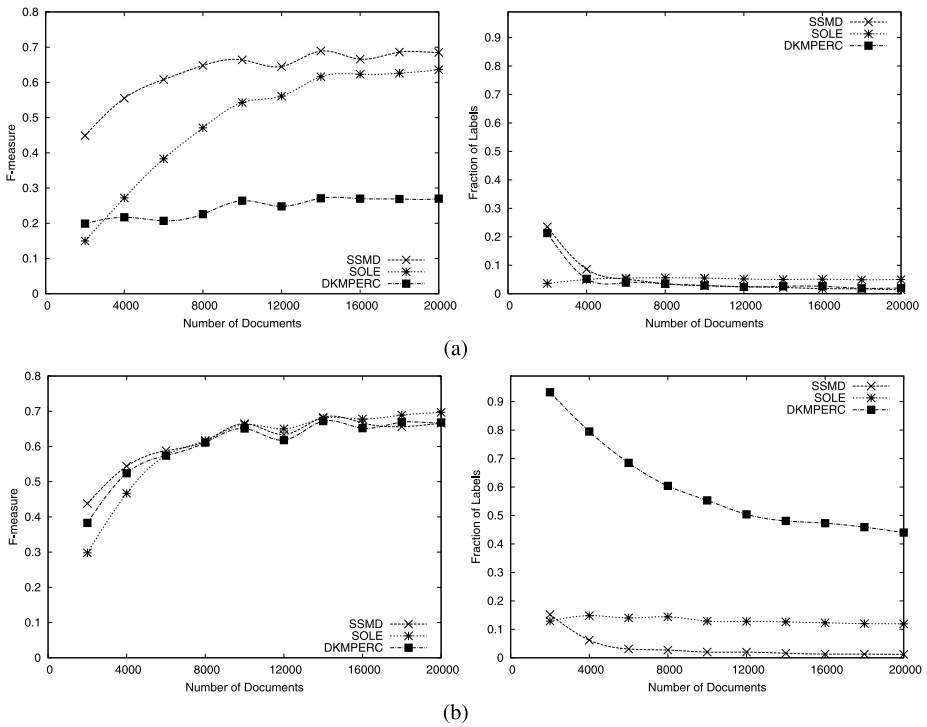 0.8
0.7
0.6
0.5
0.4
0.3
0.2
0.1
0
F-measure
0 4000 8000 12000 16000 20000
Number of Documents
SSMD
SOLE
DKMPERC
0.9
0.8
0.7
0.6
0.5
0.4
0.3
0.2
0.1
0
Fraction of Labels
0 4000 8000 12000 16000 20000
Number of Documents
SSMD
SOLE
DKMPERC
(a)
0.8
0.7
0.6
0.5
0.4
0.3
0.2
0.1
0
F-measure
0 4000 8000 12000 16000 20000
Number of Documents
SSMD
SOLE
DKMPERC
0.9
0.8
0.7
0.6
0.5
0.4
0.3
0.2
0.1
0
Fraction of Labels
0 4000 8000 12000 16000 20000
Number of Documents
SSMD
SOLE
DKMPERC
(b)